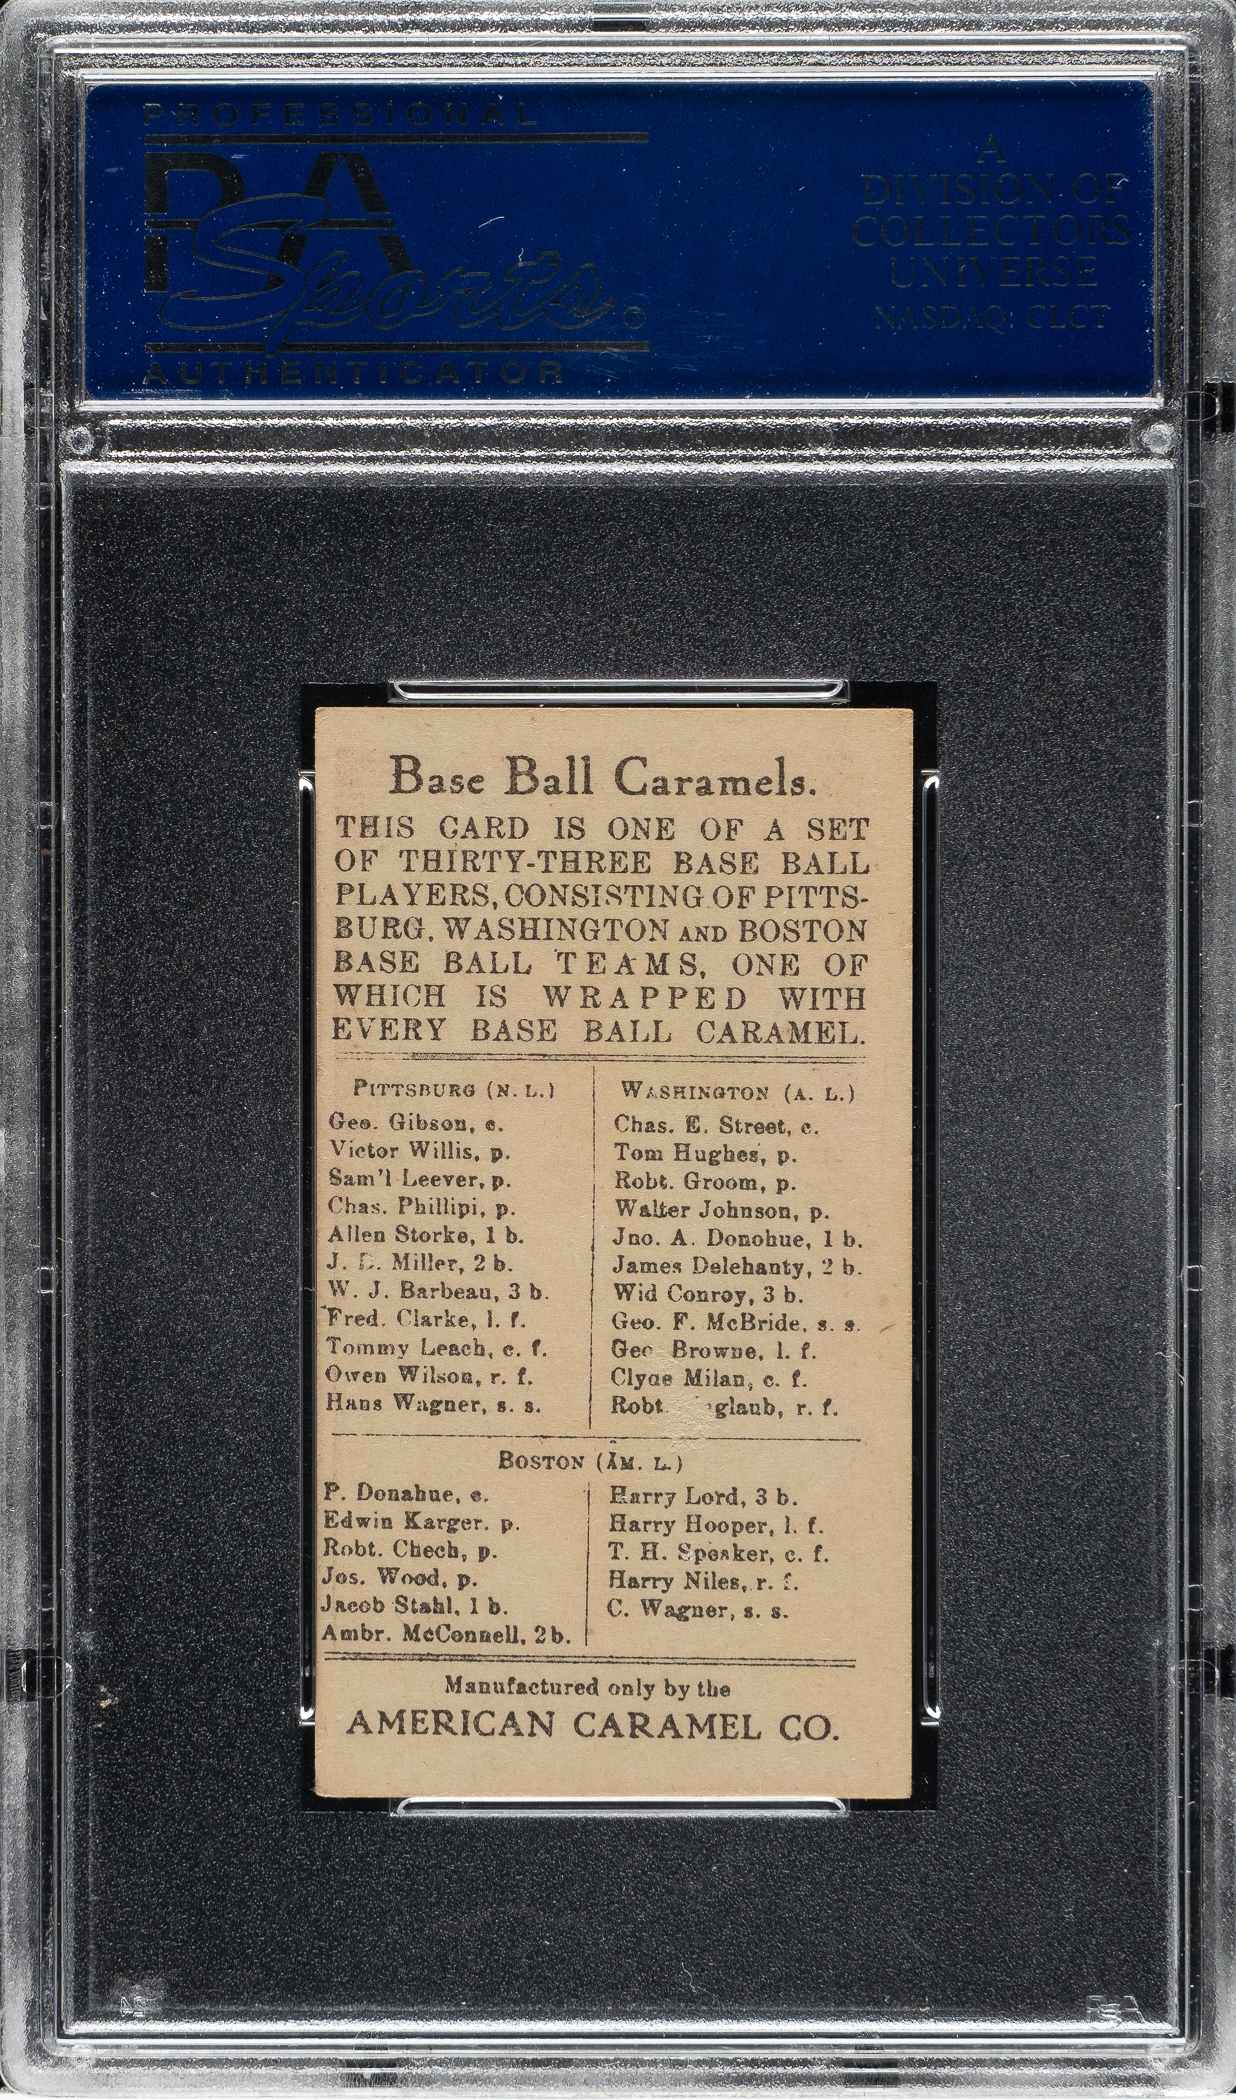 PROFESSIONAL
PSA
Sports ®
AUTHENTICATOR
A
DIVISION OF
COLLECTORS
UNIVERSE
NASDAQ: CLCT
Base Ball Caramels.
THIS CARD IS ONE OF A SET
OF THIRTY-THREE BASE BALL
PLAYERS, CONSISTING OF PITTS-
BURG, WASHINGTON AND BOSTON
BASE BALL TEAMS, ONE OF
WHICH IS WRAPPED WITH
EVERY BASE BALL CARAMEL.
PITTSBURG (N. L.)
Geo. Gibson, c.
Victor Willis, p.
Sam'l Leever, p.
Chas. Phillipi, p.
Allen Storke, 1 b.
J. Miller, 2 b.
W. J. Barbeau, 3 b.
Fred. Clarke, l. f.
Tommy Leach, c. f.
Owen Wilson, r. f.
Hans Wagner, s. s.
WASHINGTON (A. L.)
Chas. E. Street, c.
Tom Hughes, p.
Robt. Groom, p.
Walter Johnson, p.
Jno. A. Donohue, 1 b.
James Delehanty, 2 b.
Wid Conroy, 3 b.
Geo. F. McBride, s. s.
Geo Browne, l. f.
Clyde Milan, c. f.
Robt. glaub, r. f.
BOSTON (AM. L.)
P. Donahue, c.
Edwin Karger. p.
Robt. Chech, p.
Jos. Wood, p.
Jacob Stahl, 1 b.
Ambr. McConnell, 2 b.
Harry Lord, 3 b.
Harry Hooper, l. f.
T. H. Speaker, c. f.
Harry Niles, r. f.
C. Wagner, s. s.
Manufactured only by the
AMERICAN CARAMEL CO.
PSA